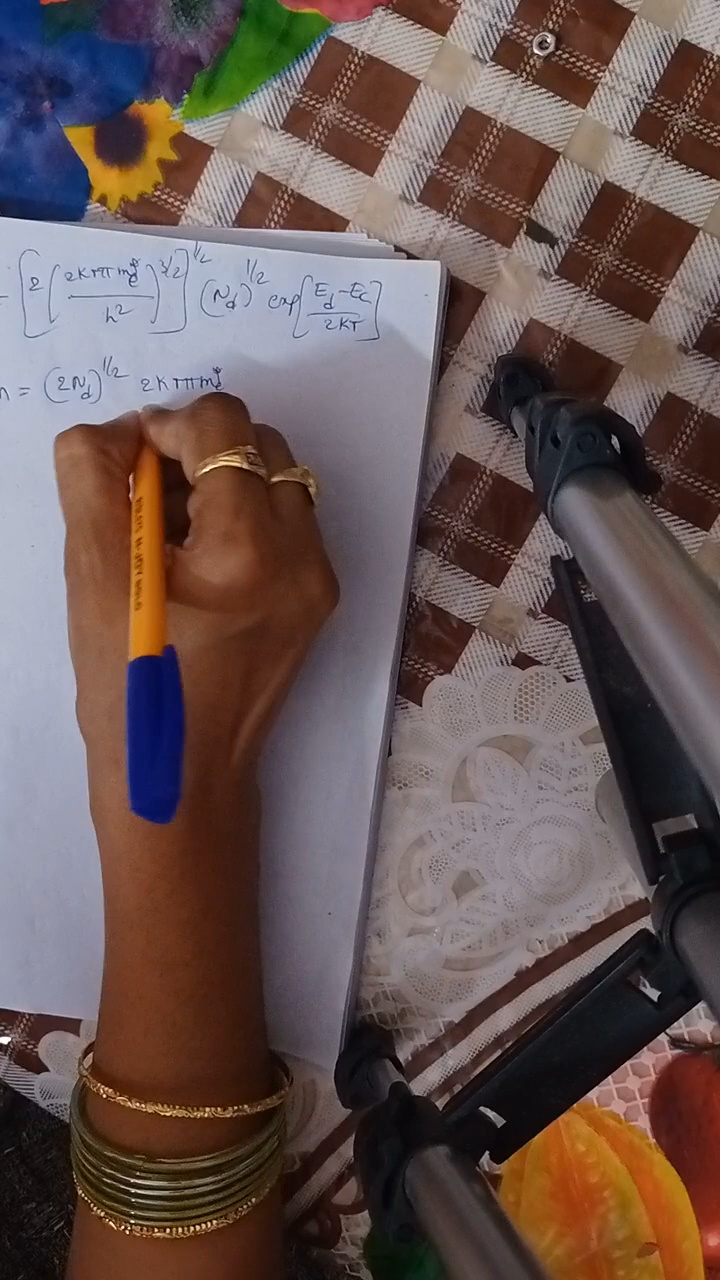 [2(2kTπm*e/h²)^3/2]^1/2 (Nd)^1/2 exp[Ed-Ec/2kT]
n = (2Nd)^1/2 2kTπm*e